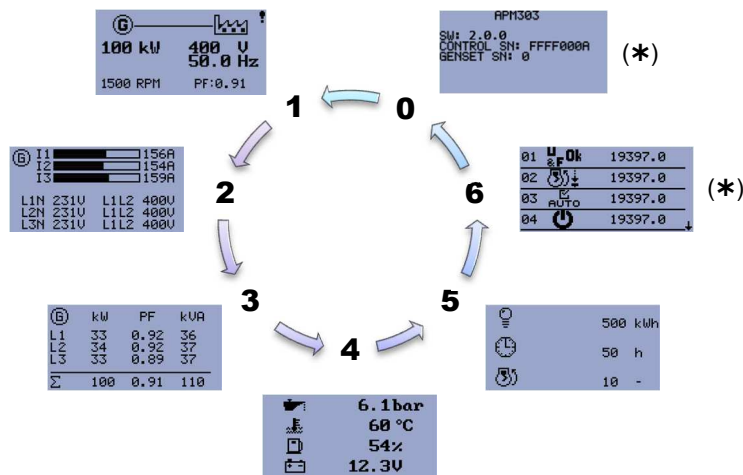 APM303
SW: 2.0.0
CONTROL SN: FFFF000A
GENSET SN: 0
(*)
0
G
!
100 kW 400 V
50.0 Hz
1500 RPM PF:0.91
1
G
I1 156A
I2 154A
I3 159A
L1N 231V L1L2 400V
L2N 231V L1L2 400V
L3N 231V L1L2 400V
2
G kW PF kVA
L1 33 0.92 36
L2 34 0.92 37
L3 33 0.89 37
Σ 100 0.91 110
3
4
6.1bar
60 °C
54%
12.3V
5
500 kWh
50 h
10 -
6
01 U & F Ok 19397.0
02 19397.0
03 AUTO 19397.0
04 19397.0
(*)